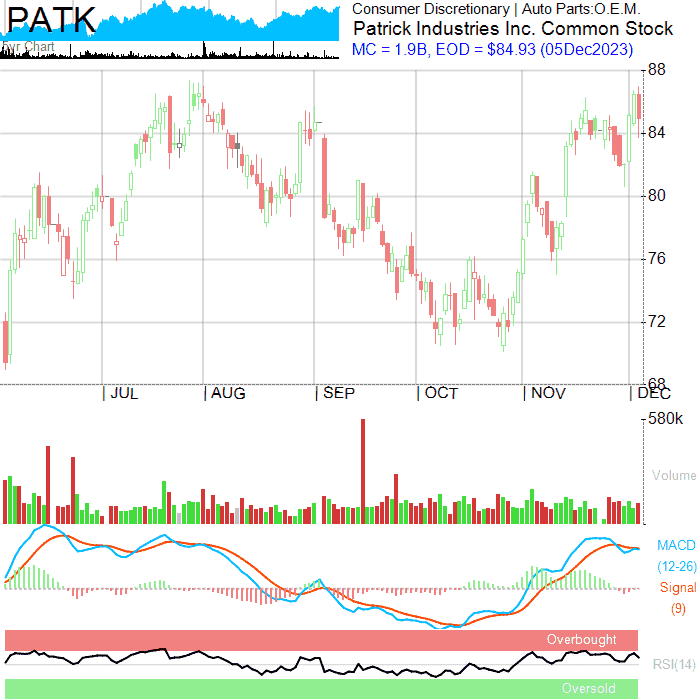 PATK
5yr Chart
Consumer Discretionary | Auto Parts:O.E.M.
Patrick Industries Inc. Common Stock
MC = 1.9B, EOD = $84.93 (05Dec2023)
88
84
80
76
72
68
| JUL | AUG | SEP | OCT | NOV | DEC
580k
Volume
MACD
(12-26)
Signal
(9)
Overbought
RSI(14)
Oversold